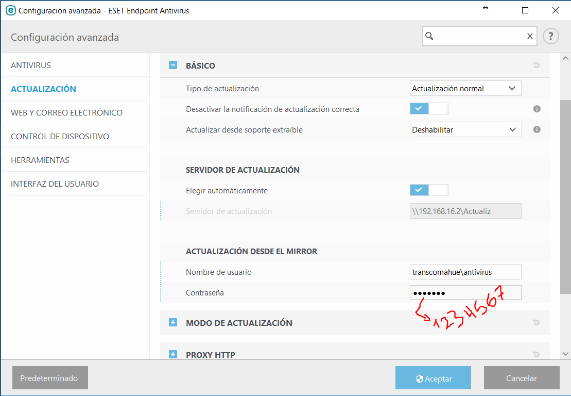 Configuración avanzada - ESET Endpoint Antivirus
Configuración avanzada
x
?
ANTIVIRUS
ACTUALIZACIÓN
WEB Y CORREO ELECTRÓNICO
CONTROL DE DISPOSITIVO
HERRAMIENTAS
INTERFAZ DEL USUARIO
BÁSICO
Tipo de actualización Actualización normal
Desactivar la notificación de actualización correcta
Actualizar desde soporte extraíble Deshabilitar
SERVIDOR DE ACTUALIZACIÓN
Elegir automáticamente
Servidor de actualización \\192.168.16.2\Actualiz
ACTUALIZACIÓN DESDE EL MIRROR
Nombre de usuario transcomahue\antivirus
Contraseña •••••••
1234567
MODO DE ACTUALIZACIÓN
PROXY HTTP
Predeterminado Aceptar Cancelar